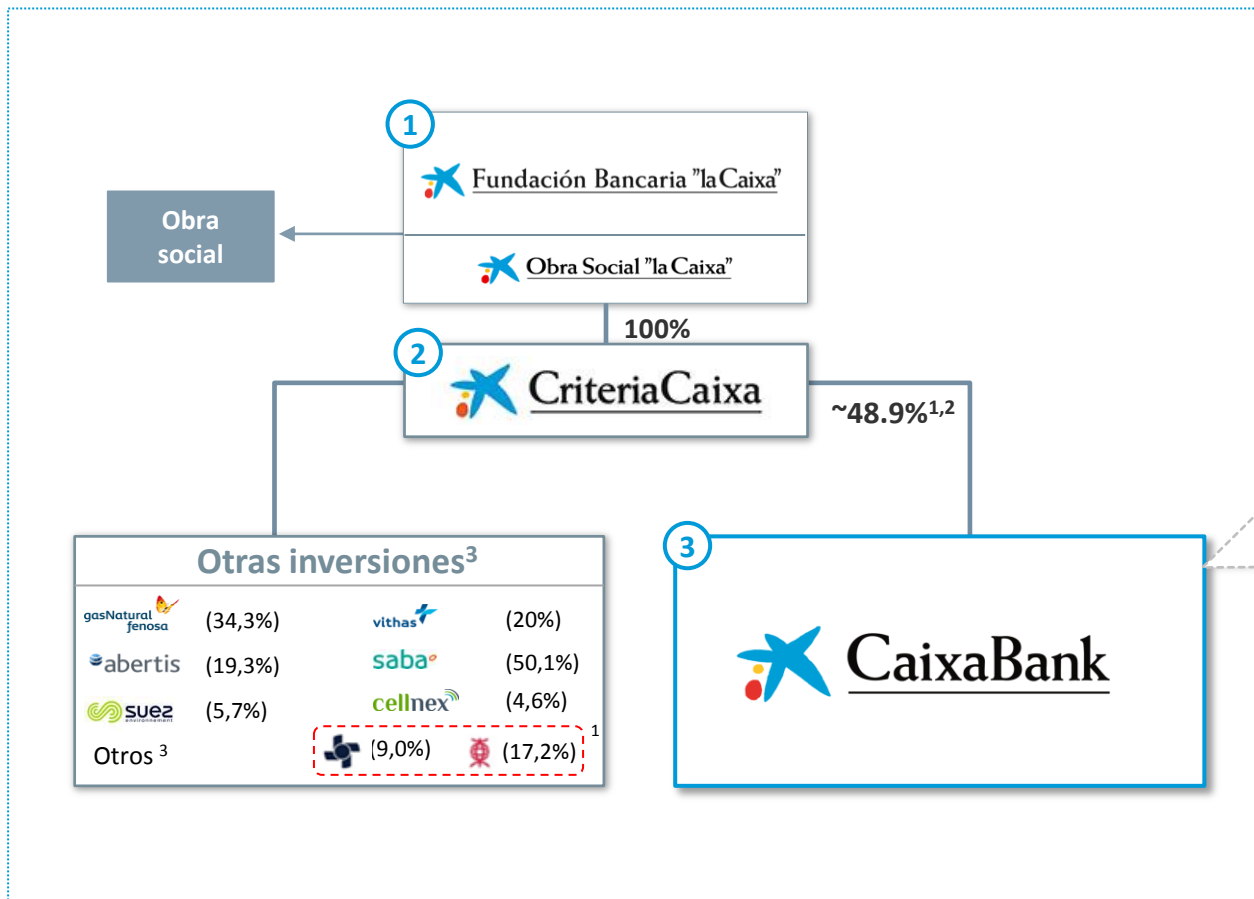 1
Fundación Bancaria "la Caixa"
Obra
social
Obra Social "la Caixa"
100%
2
CriteriaCaixa
~48.9%1,2
Otras inversiones3
gasNatural
fenosa
(34,3%)
vithas
(20%)
abertis
(19,3%)
saba
(50,1%)
suez
environnement
(5,7%)
cellnex
(4,6%)
Otros 3
(9,0%)
(17,2%)
1
3
CaixaBank